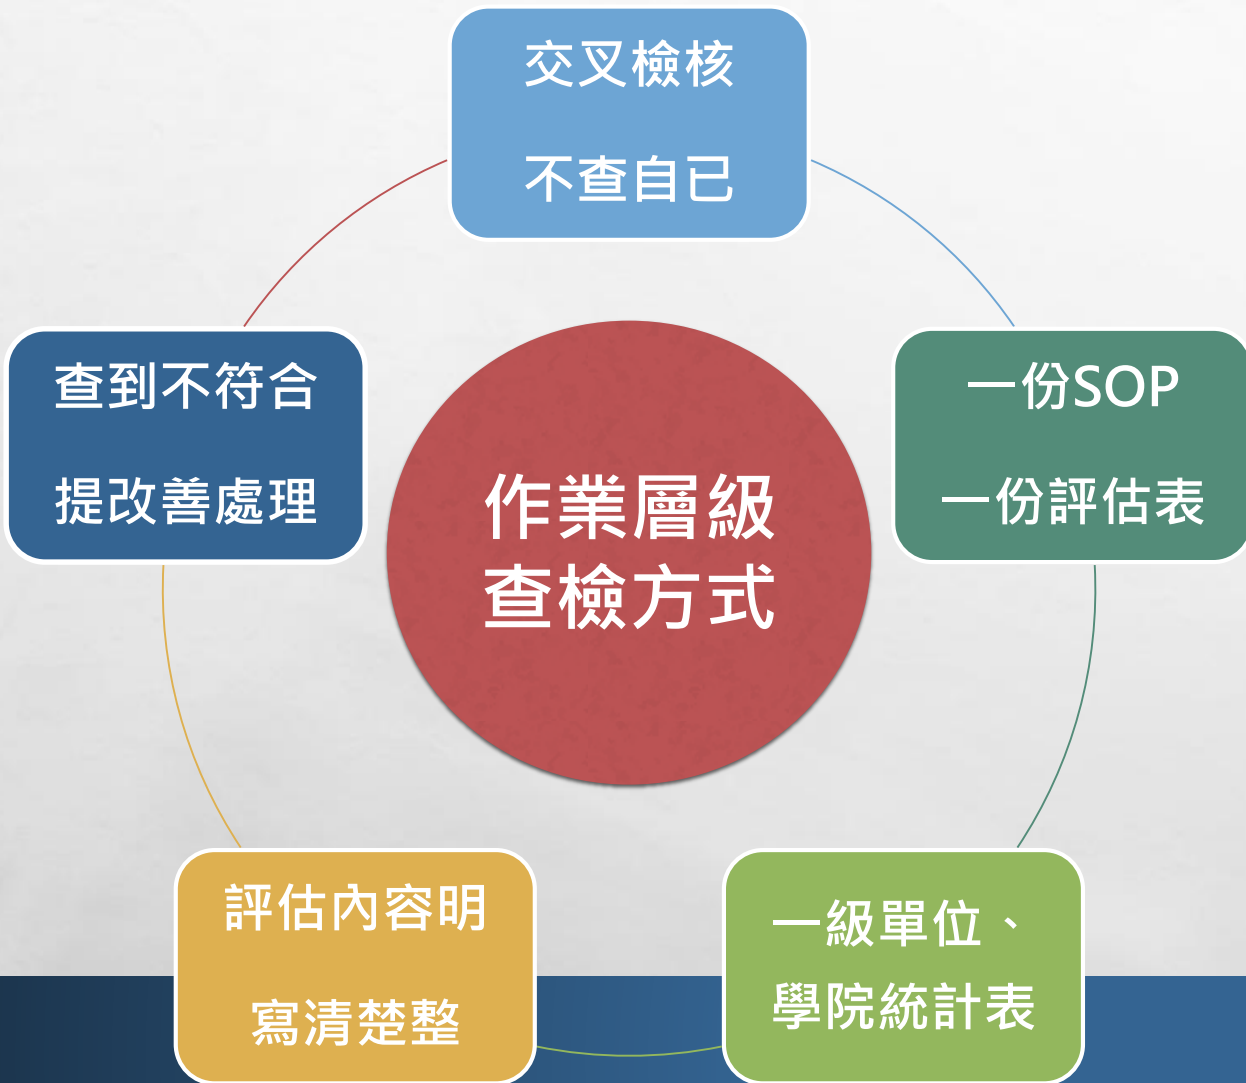 交叉檢核
不查自已
一份SOP
一份評估表
一級單位、
學院統計表
評估內容明
寫清楚整
查到不符合
提改善處理
作業層級
查檢方式